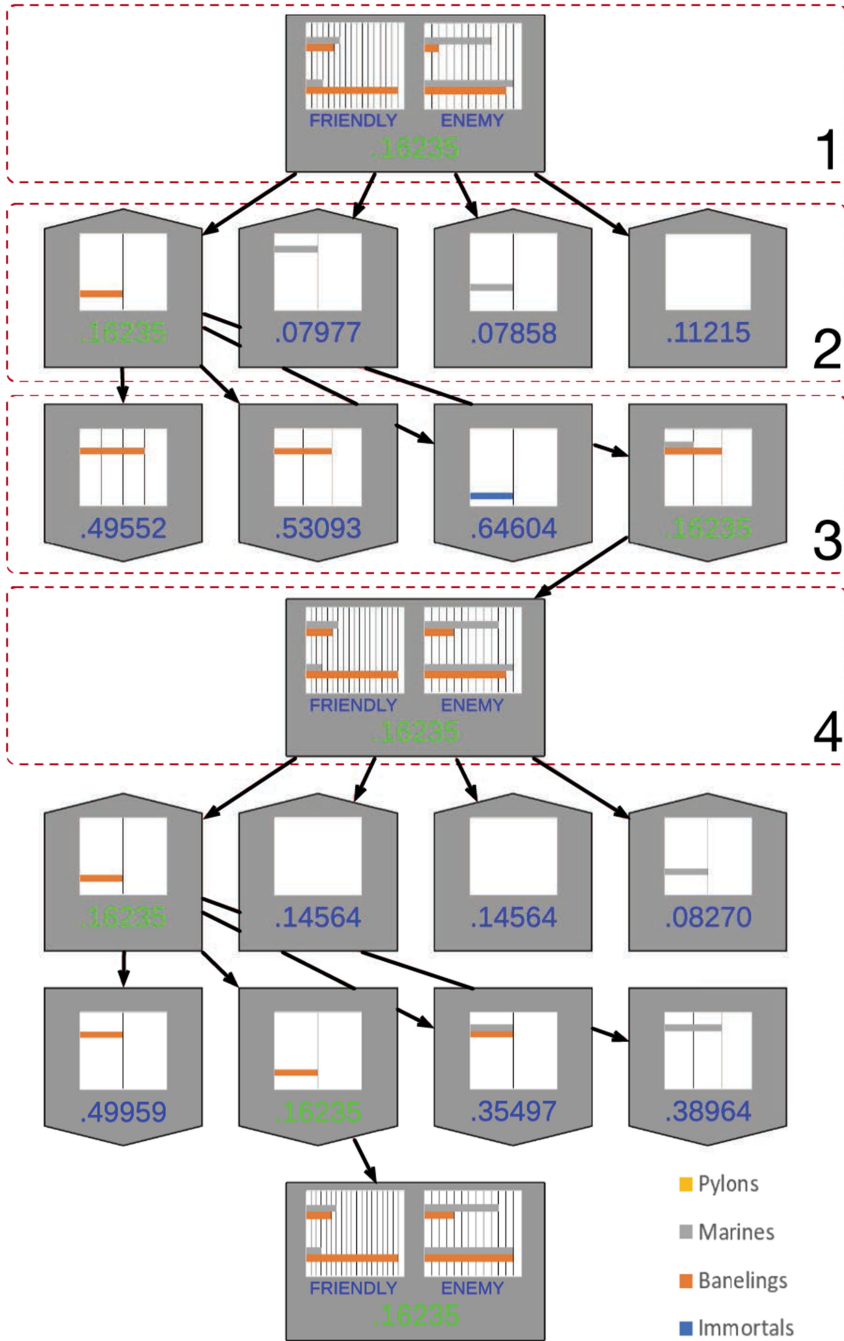 FRIENDLY ENEMY
.16235
1
.16235 .07977 .07858 .11215
2
.49552 .53093 .64604 .16235
3
FRIENDLY ENEMY
.16235
4
.16235 .14564 .14564 .08270
.49959 .16235 .35497 .38964
FRIENDLY ENEMY
.16235
Pylons
Marines
Banelings
Immortals